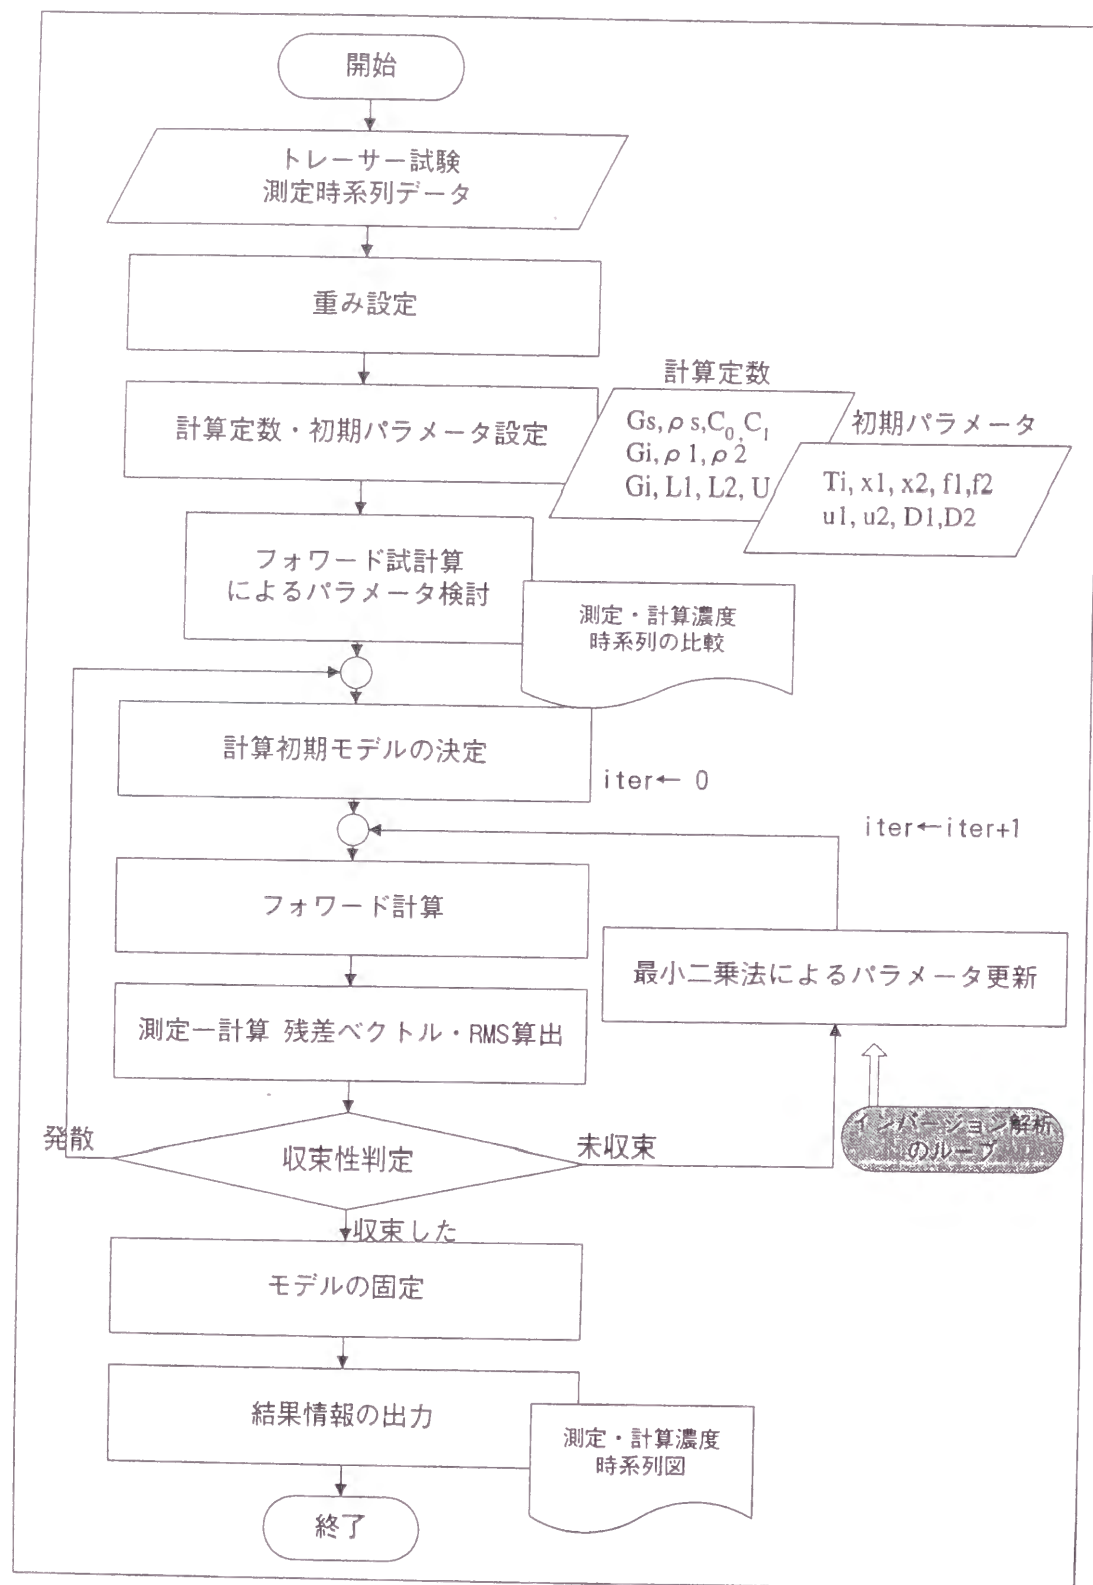 開始
トレーサー試験
測定時系列データ
重み設定
計算定数・初期パラメータ設定
計算定数
Gs, ρs, C₀, C₁
Gi, ρ1, ρ2
Gi, L1, L2, U
初期パラメータ
Ti, x1, x2, f1, f2
u1, u2, D1, D2
フォワード試計算
によるパラメータ検討
測定・計算濃度
時系列の比較
計算初期モデルの決定
iter← 0
iter←iter+1
フォワード計算
最小二乗法によるパラメータ更新
測定ー計算 残差ベクトル・RMS算出
インバージョン解析
のループ
発散
収束性判定
未収束
収束した
モデルの固定
結果情報の出力
測定・計算濃度
時系列図
終了